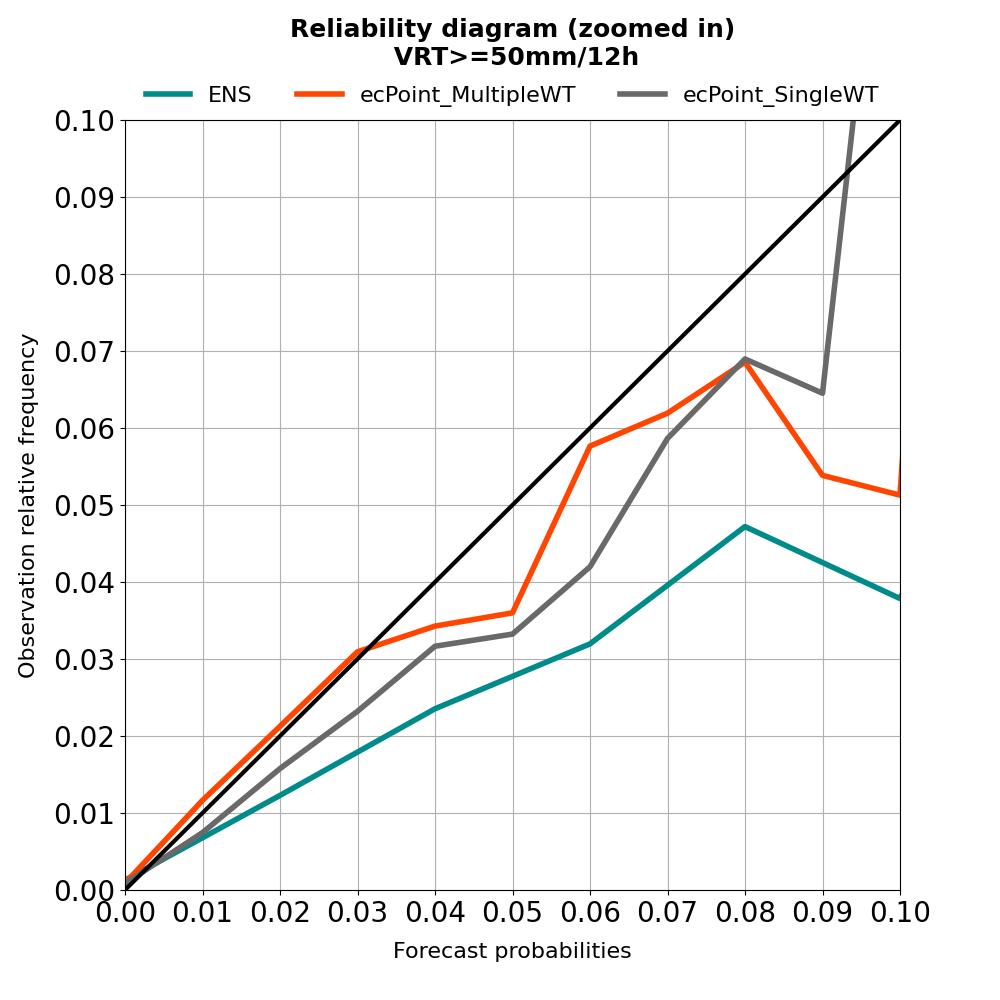 Reliability diagram (zoomed in)
VRT>=50mm/12h
ENS ecPoint_MultipleWT ecPoint_SingleWT
0.10
0.09
0.08
0.07
0.06
0.05
0.04
0.03
0.02
0.01
0.00
Observation relative frequency
0.00 0.01 0.02 0.03 0.04 0.05 0.06 0.07 0.08 0.09 0.10
Forecast probabilities